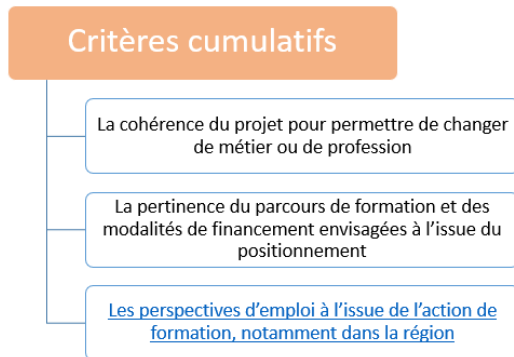 Critères cumulatifs
La cohérence du projet pour permettre de changer
de métier ou de profession
La pertinence du parcours de formation et des
modalités de financement envisagées à l’issue du
positionnement
Les perspectives d’emploi à l’issue de l’action de
formation, notamment dans la région